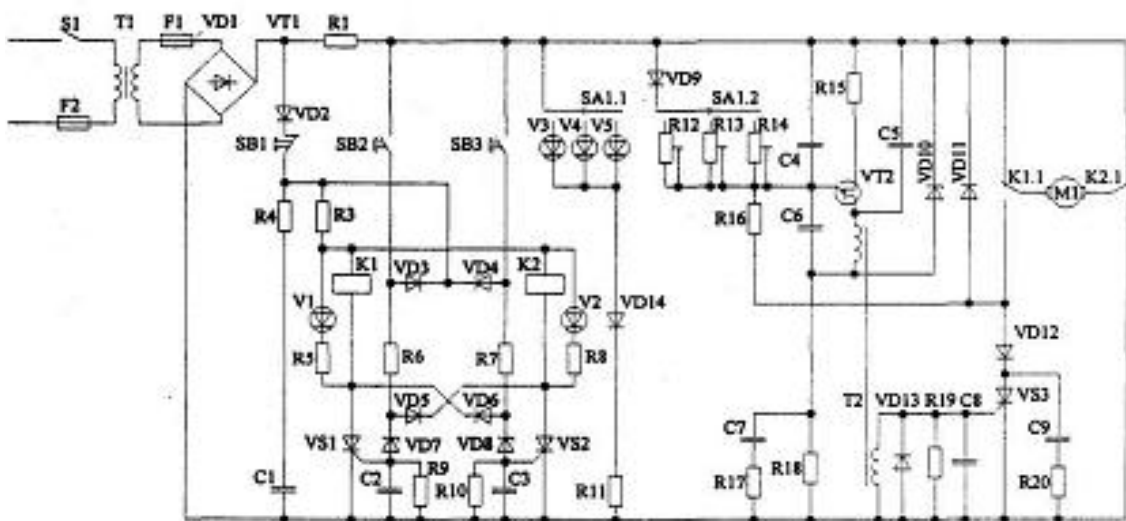 S1 T1 F1 VD1 VT1 R1
F2 VD2 VD9 R15
SA1.1 SA1.2
SB1 SB2 SB3 V3 V4 V5 R12 R13 R14 C4 C5 VD10 VD11
VT2 K1.1 M1 K2.1
R4 R3 R16 C6
K1 VD3 VD4 K2
V1 V2 VD14
VD12
R5 R6 R7 R8
VS3
VD5 VD6 T2 VD13 R19 C8
VS1 VD7 VD8 VS2 C7 C9
C1 C2 R9 R10 C3 R11 R17 R18 R20